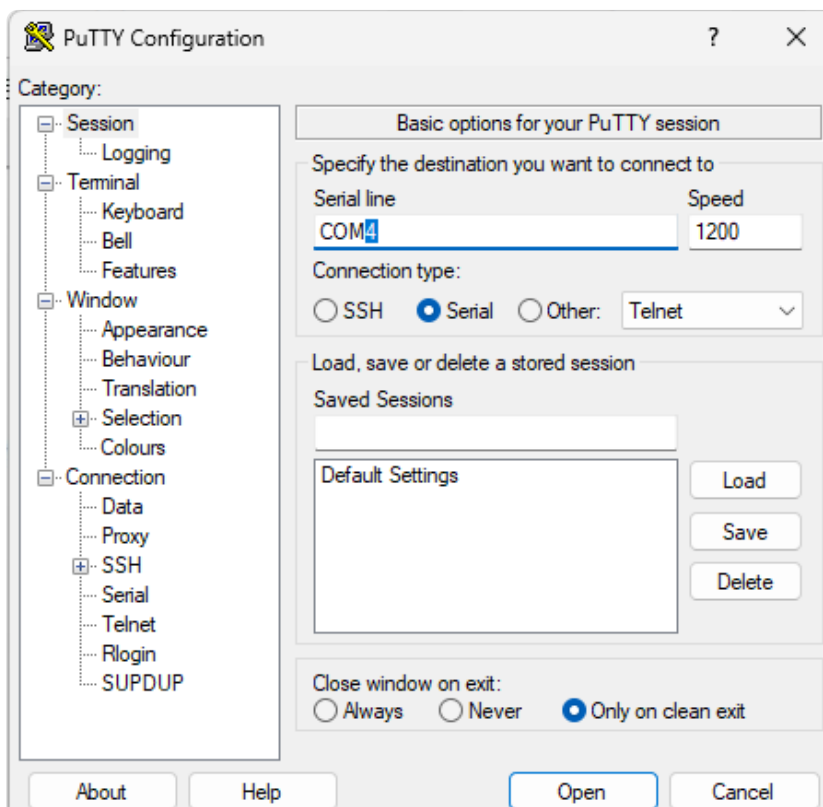 PuTTY Configuration ? ×
Category:
Session
Logging
Terminal
Keyboard
Bell
Features
Window
Appearance
Behaviour
Translation
Selection
Colours
Connection
Data
Proxy
SSH
Serial
Telnet
Rlogin
SUPDUP
Basic options for your PuTTY session
Specify the destination you want to connect to
Serial line Speed
COM4 1200
Connection type:
SSH Serial Other: Telnet
Load, save or delete a stored session
Saved Sessions
Default Settings
Load
Save
Delete
Close window on exit:
Always Never Only on clean exit
About Help Open Cancel